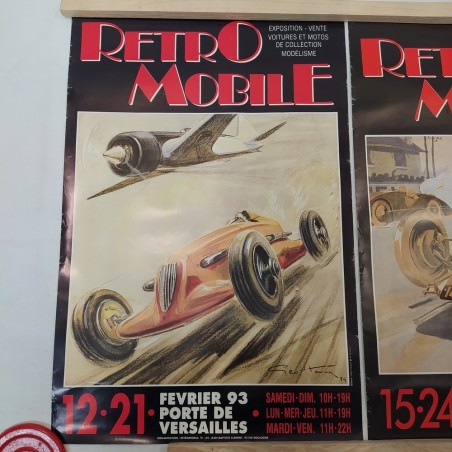 RETRO
MOBILE
EXPOSITION - VENTE
VOITURES ET MOTOS
DE COLLECTION
MODÉLISME
12·21·
FEVRIER 93
PORTE DE
VERSAILLES
SAMEDI·DIM. 10H·19H
LUN·MER·JEU. 11H·19H
MARDI·VEN. 11H·22H
RETR
M
15·24